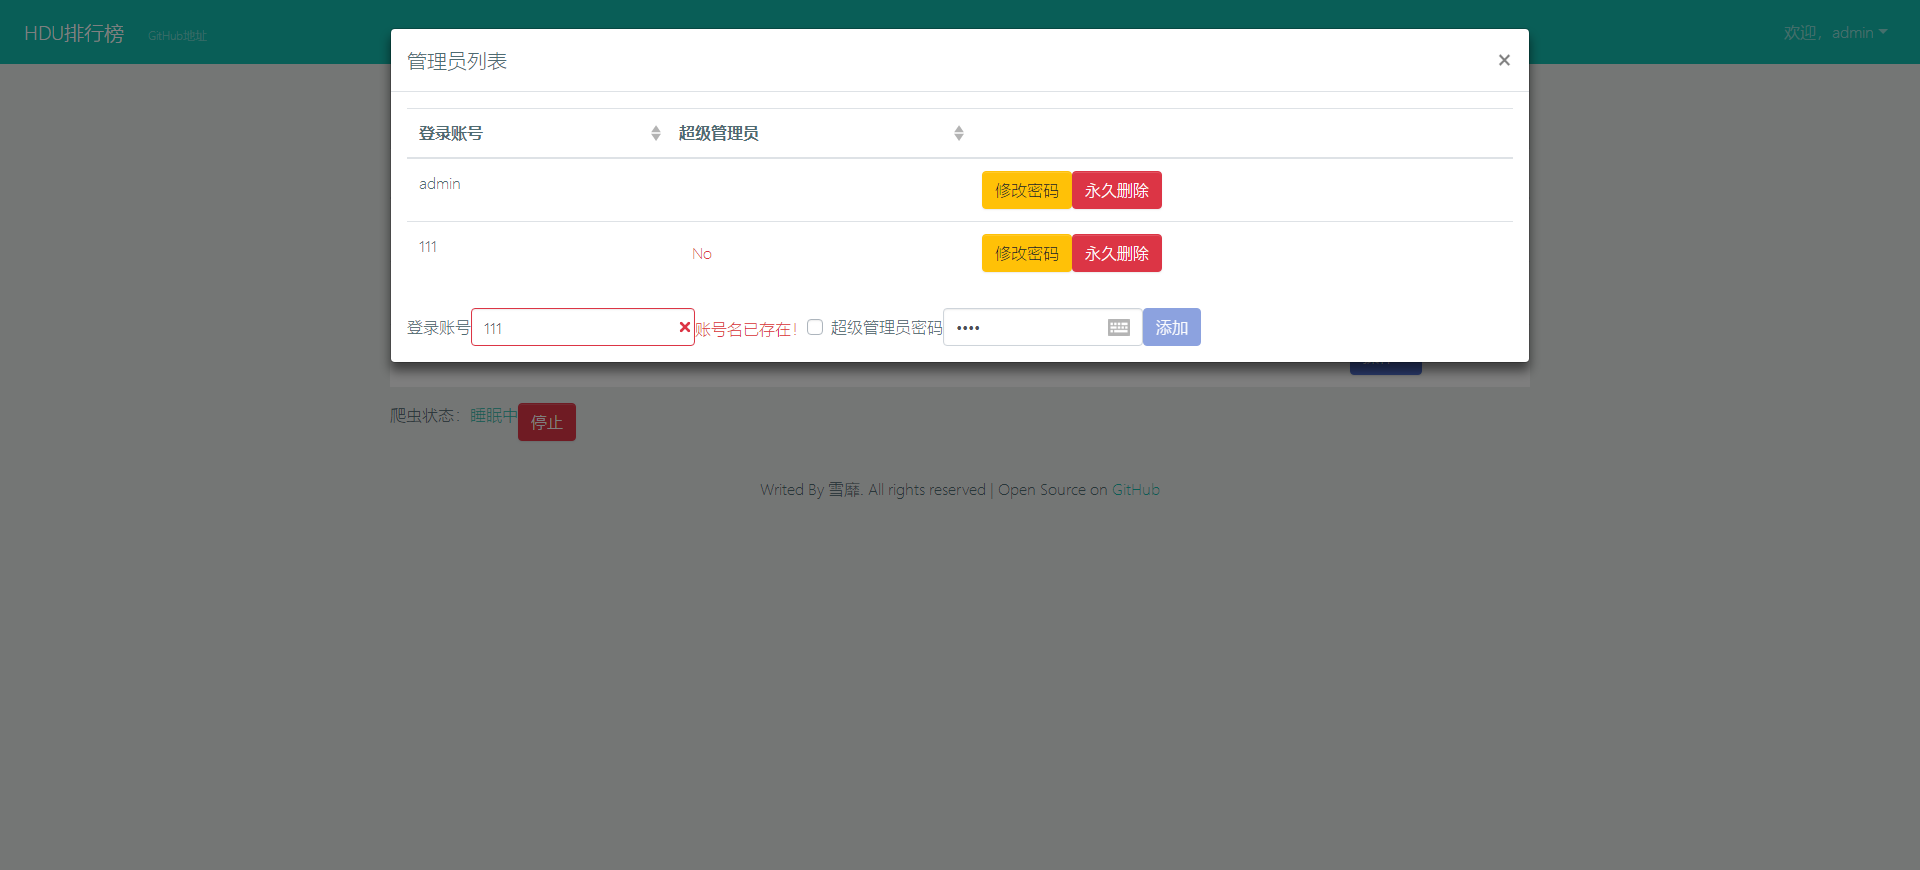 HDU排行榜 GitHub地址 欢迎，admin
管理员列表 ×
登录账号 超级管理员
admin 修改密码 永久删除
111 No 修改密码 永久删除
登录账号 111 账号名已存在！ 超级管理员 密码 •••• 添加
爬虫状态：睡眠中 停止
Writed By 雪靡. All rights reserved | Open Source on GitHub